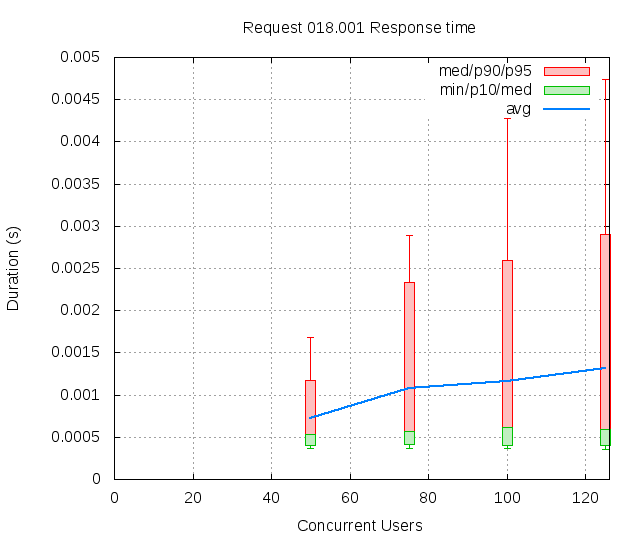 Request 018.001 Response time
0.005
0.0045
0.004
0.0035
0.003
0.0025
0.002
0.0015
0.001
0.0005
0
med/p90/p95
min/p10/med
avg
Duration (s)
0 20 40 60 80 100 120
Concurrent Users